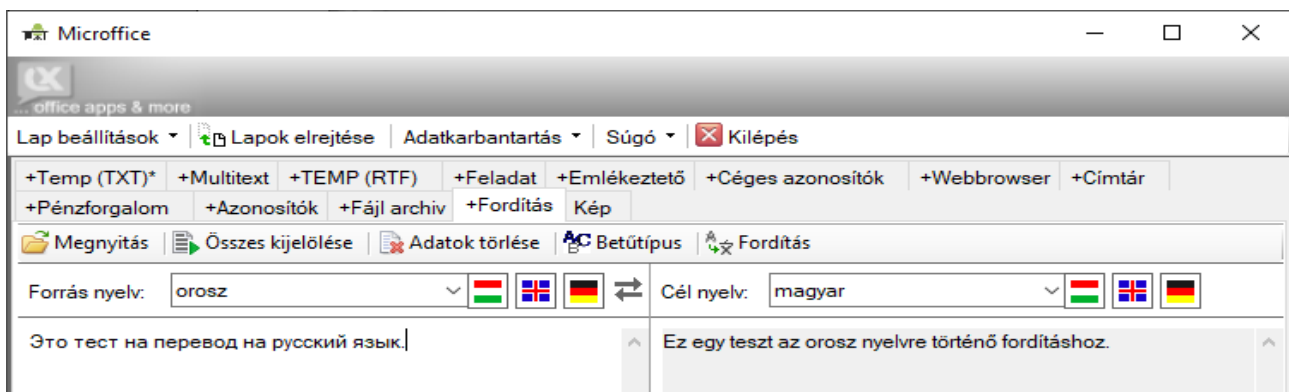 Microffice
ex
... office apps & more
Lap beállítások Lapok elrejtése Adatkarbantartás Súgó Kilépés
+Temp (TXT)* +Multitext +TEMP (RTF) +Feladat +Emlékeztető +Céges azonosítók +Webbrowser +Címtár
+Pénzforgalom +Azonosítók +Fájl archiv +Fordítás Kép
Megnyitás Összes kijelölése Adatok törlése Betűtípus Fordítás
Forrás nyelv: orosz Cél nyelv: magyar
Это тест на перевод на русский язык. Ez egy teszt az orosz nyelvre történő fordításhoz.